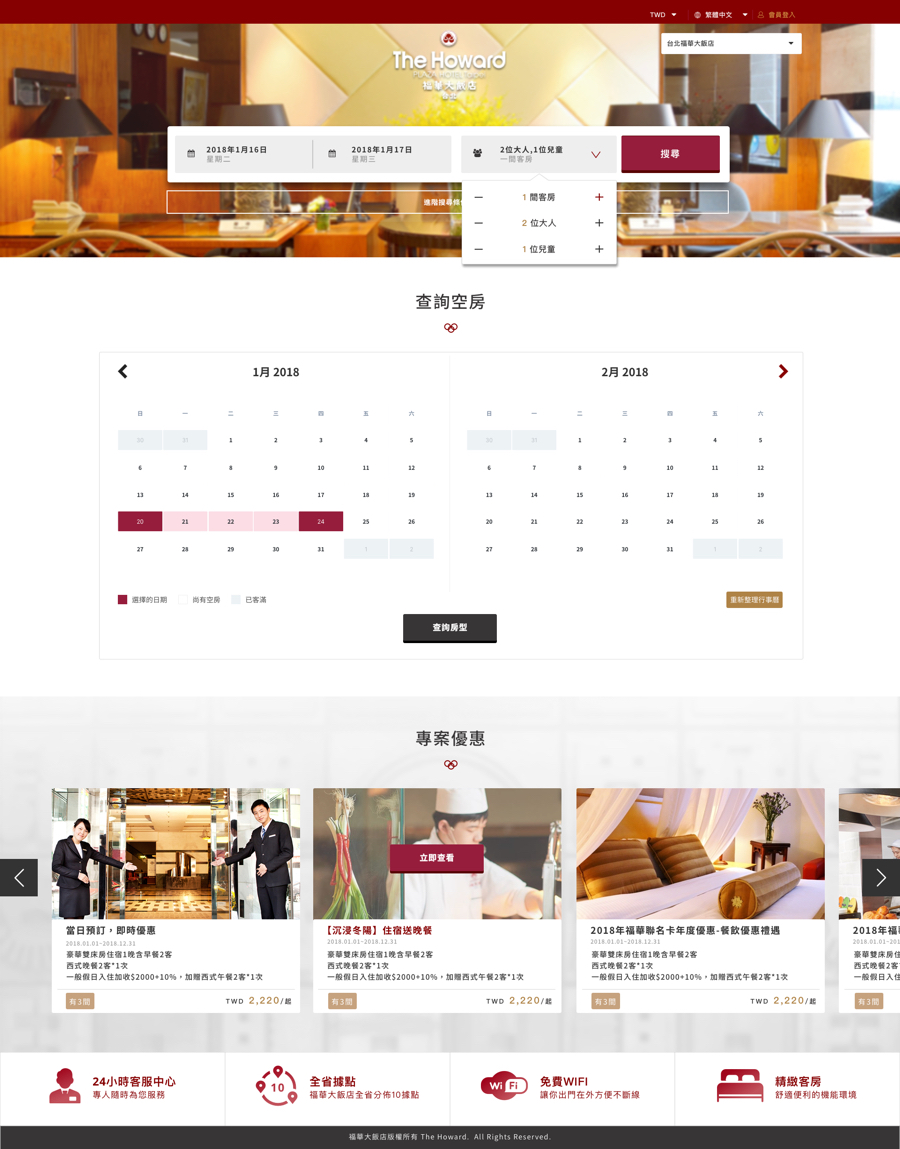 TWD
繁體中文
會員登入
The Howard
PLAZA HOTEL TAIPEI
福華大飯店
台北
台北福華大飯店
2018年1月16日
星期二
2018年1月17日
星期三
2位大人,1位兒童
一間客房
搜尋
進階搜尋條
1 間客房
2 位大人
1 位兒童
查詢空房
1月 2018
日 一 二 三 四 五 六
30 31 1 2 3 4 5
6 7 8 9 10 11 12
13 14 15 16 17 18 19
20 21 22 23 24 25 26
27 28 29 30 31 1 2
2月 2018
日 一 二 三 四 五 六
30 31 1 2 3 4 5
6 7 8 9 10 11 12
13 14 15 16 17 18 19
20 21 22 23 24 25 26
27 28 29 30 31 1 2
選擇的日期
尚有空房
已客滿
重新整理行事曆
查詢房型
專案優惠
當日預訂，即時優惠
2018.01.01~2018.12.31
豪華雙床房住宿1晚含早餐2客
西式晚餐2客*1次
一般假日入住加收$2000+10%，加贈西式午餐2客*1次
有3間
TWD 2,220/起
立即查看
【沉浸冬陽】住宿送晚餐
2018.01.01~2018.12.31
豪華雙床房住宿1晚含早餐2客
西式晚餐2客*1次
一般假日入住加收$2000+10%，加贈西式午餐2客*1次
有3間
TWD 2,220/起
2018年福華聯名卡年度優惠-餐飲優惠禮遇
2018.01.01~2018.12.31
豪華雙床房住宿1晚含早餐2客
西式晚餐2客*1次
一般假日入住加收$2000+10%，加贈西式午餐2客*1次
有3間
TWD 2,220/起
2018年福
2018.01.01~201
豪華雙床房住
西式晚餐2客*
一般假日入住
有3間
24小時客服中心
專人隨時為您服務
10
全省據點
福華大飯店全省分佈10據點
Wi Fi
免費WIFI
讓你出門在外方便不斷線
精緻客房
舒適便利的機能環境
福華大飯店版權所有 The Howard. All Rights Reserved.